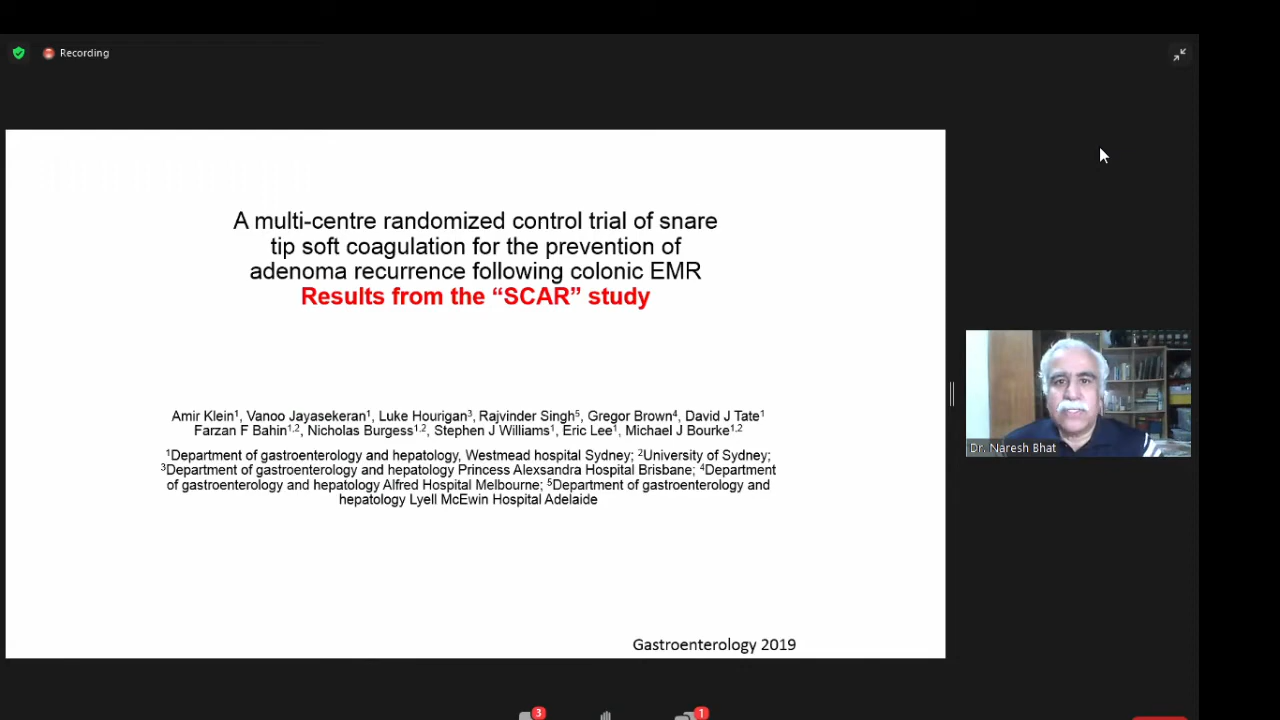 Recording
A multi-centre randomized control trial of snare
tip soft coagulation for the prevention of
adenoma recurrence following colonic EMR
Results from the “SCAR” study
Amir Klein¹, Vanoo Jayasekeran¹, Luke Hourigan³, Rajvinder Singh⁵, Gregor Brown⁴, David J Tate¹
Farzan F Bahin¹·², Nicholas Burgess¹·², Stephen J Williams¹, Eric Lee¹, Michael J Bourke¹·²
¹Department of gastroenterology and hepatology, Westmead hospital Sydney; ²University of Sydney;
³Department of gastroenterology and hepatology Princess Alexsandra Hospital Brisbane; ⁴Department
of gastroenterology and hepatology Alfred Hospital Melbourne; ⁵Department of gastroenterology and
hepatology Lyell McEwin Hospital Adelaide
Dr. Naresh Bhat
Gastroenterology 2019
3
1